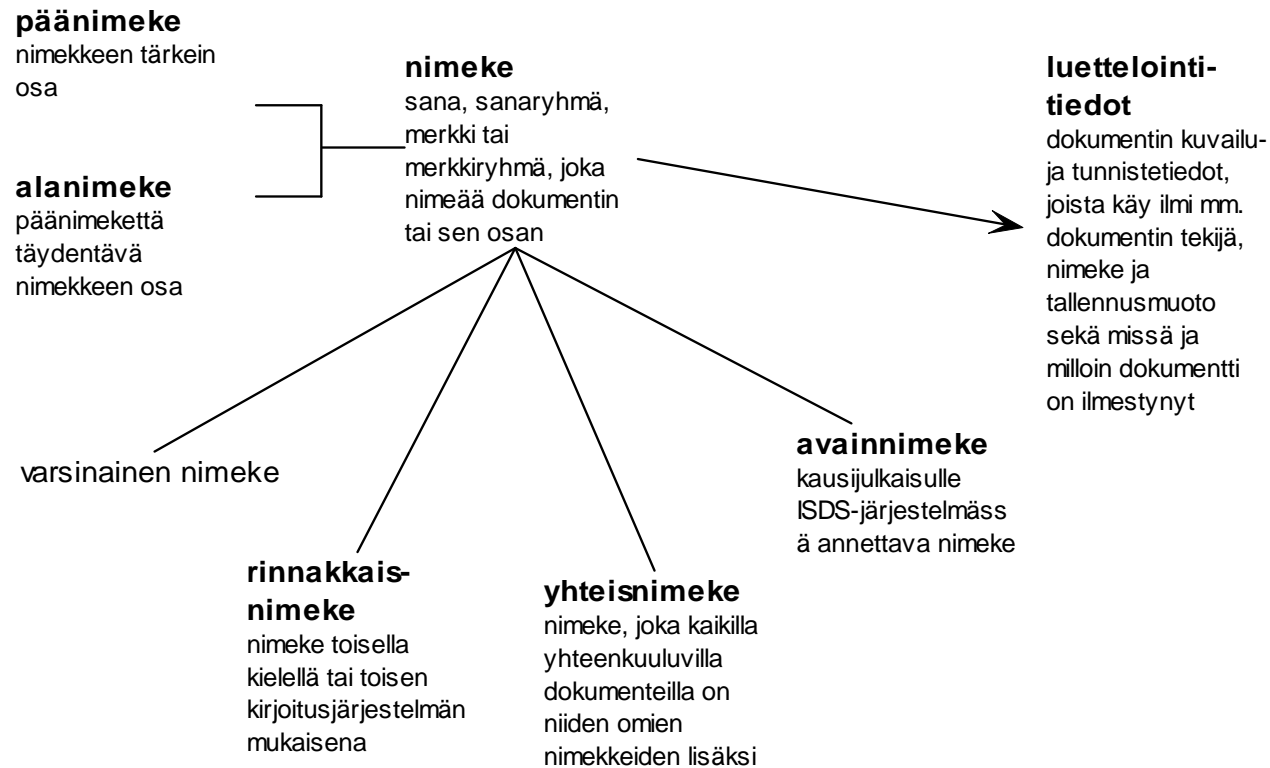 päänimeke
nimekkeen tärkein
osa
alanimeke
päänimekettä
täydentävä
nimekkeen osa
nimeke
sana, sanaryhmä,
merkki tai
merkkiryhmä, joka
nimeää dokumentin
tai sen osan
luettelointi-
tiedot
dokumentin kuvailu-
ja tunnistetiedot,
joista käy ilmi mm.
dokumentin tekijä,
nimeke ja
tallennusmuoto
sekä missä ja
milloin dokumentti
on ilmestynyt
varsinainen nimeke
rinnakkais-
nimeke
nimeke toisella
kielellä tai toisen
kirjoitusjärjestelmän
mukaisena
yhteisnimeke
nimeke, joka kaikilla
yhteenkuuluvilla
dokumenteilla on
niiden omien
nimekkeiden lisäksi
avainnimeke
kausijulkaisulle
ISDS-järjestelmäss
ä annettava nimeke